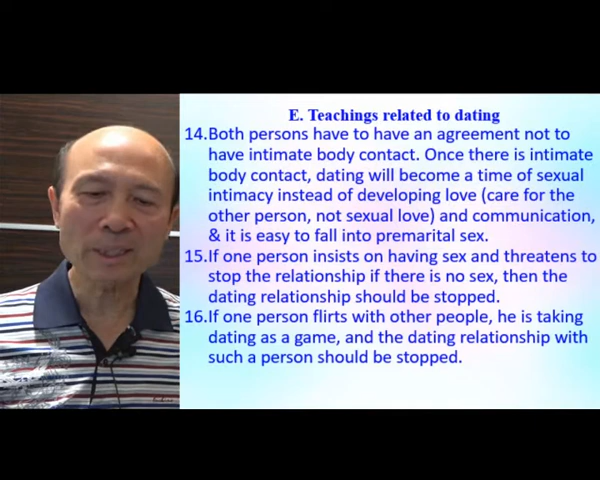 E. Teachings related to dating
14.Both persons have to have an agreement not to
have intimate body contact. Once there is intimate
body contact, dating will become a time of sexual
intimacy instead of developing love (care for the
other person, not sexual love) and communication,
& it is easy to fall into premarital sex.
15.If one person insists on having sex and threatens to
stop the relationship if there is no sex, then the
dating relationship should be stopped.
16.If one person flirts with other people, he is taking
dating as a game, and the dating relationship with
such a person should be stopped.